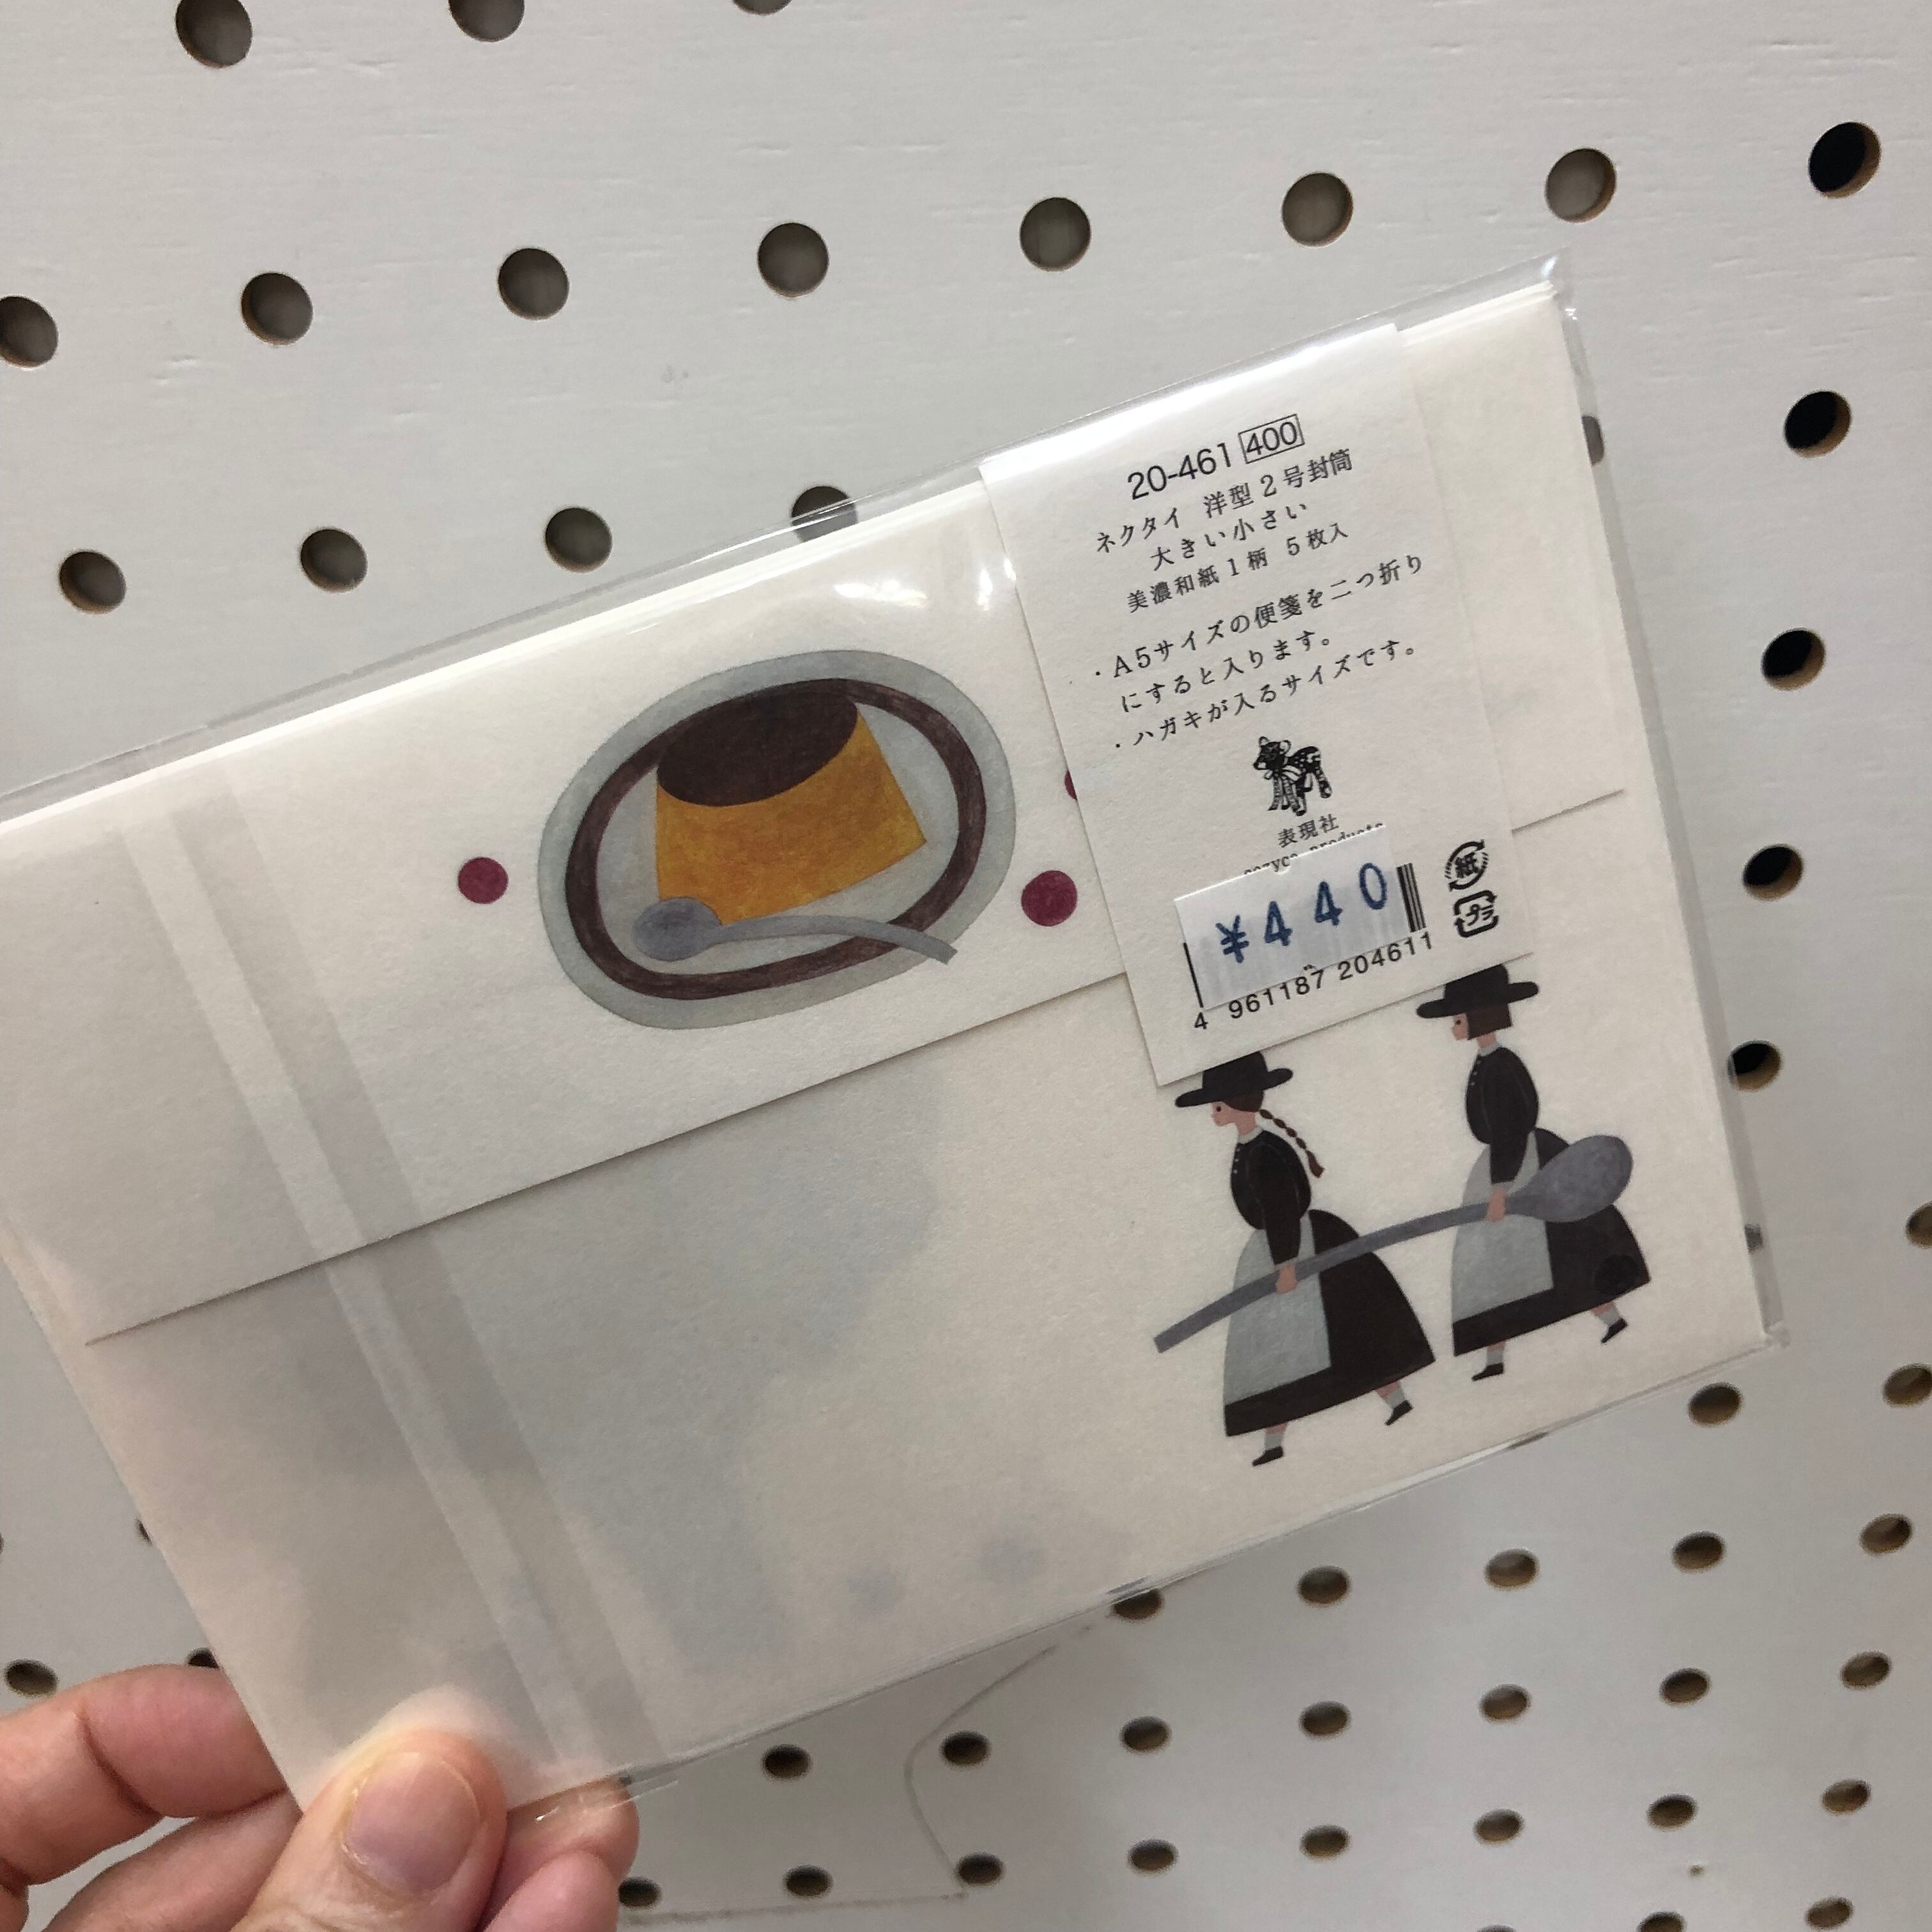 20-461 400
ネクタイ 洋型2号封筒
大きい小さい
美濃和紙1柄 5枚入
・A5サイズの便箋を二つ折り
にすると入ります。
・ハガキが入るサイズです。
表現社
紙
プラ
¥440
4 961187 204611